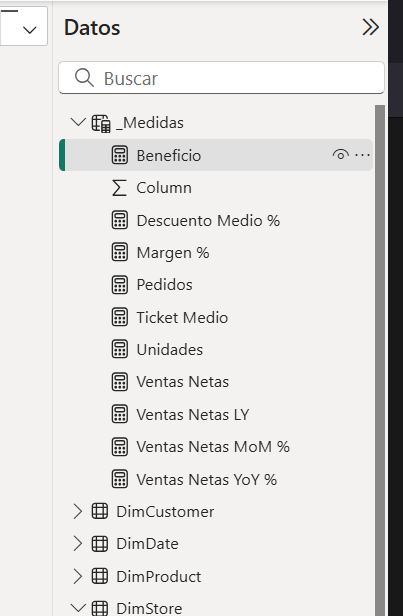 Datos
Buscar
_Medidas
Beneficio
Column
Descuento Medio %
Margen %
Pedidos
Ticket Medio
Unidades
Ventas Netas
Ventas Netas LY
Ventas Netas MoM %
Ventas Netas YoY %
DimCustomer
DimDate
DimProduct
DimStore